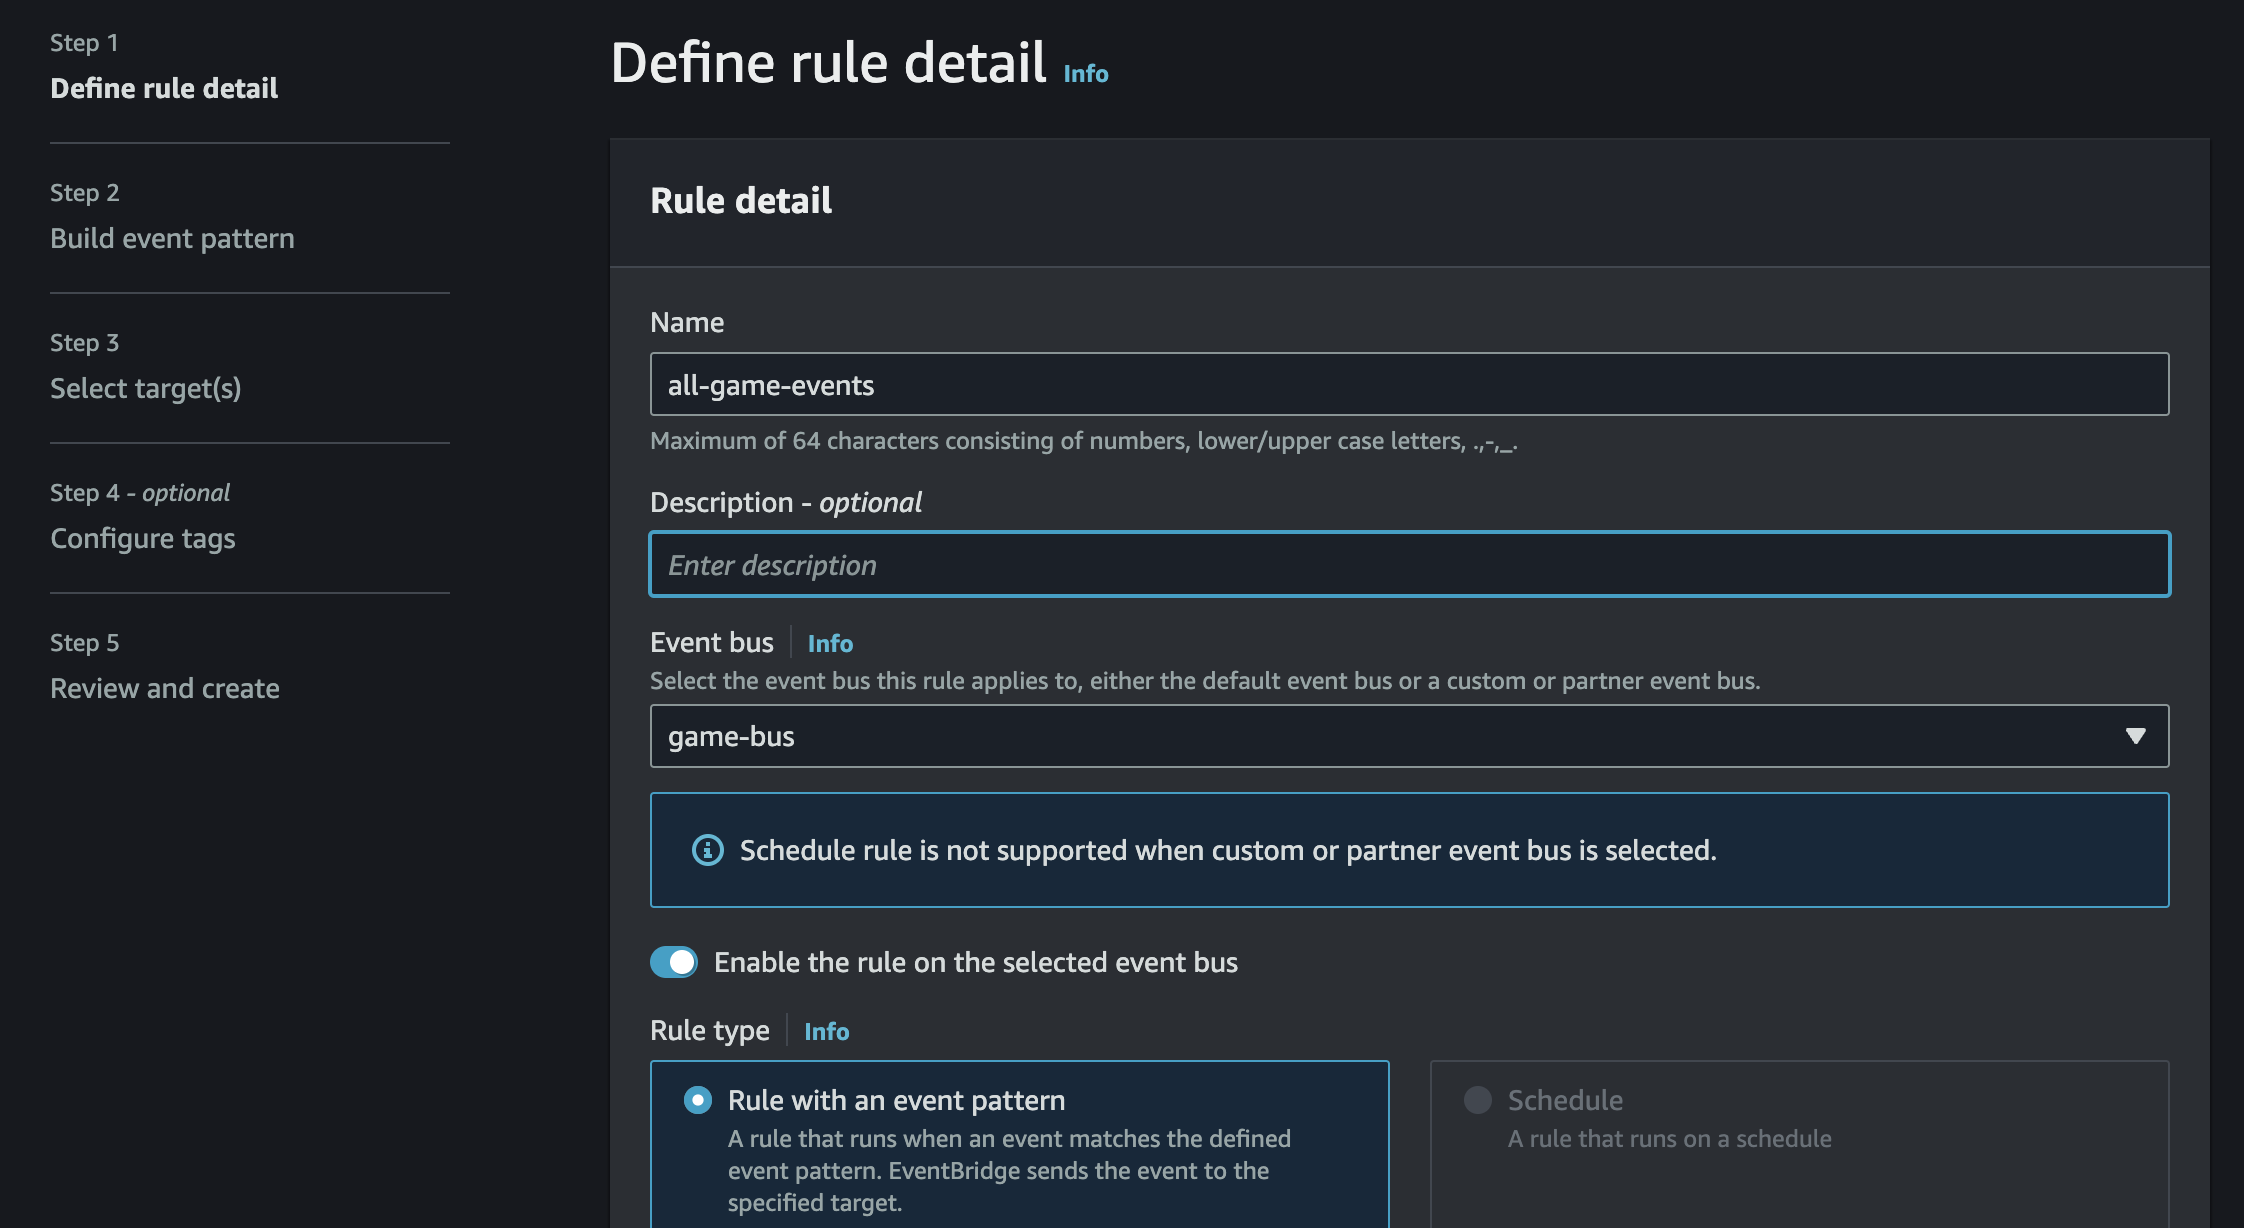 Step 1
Define rule detail
Step 2
Build event pattern
Step 3
Select target(s)
Step 4 - optional
Configure tags
Step 5
Review and create
Define rule detail Info
Rule detail
Name
all-game-events
Maximum of 64 characters consisting of numbers, lower/upper case letters, .,-,_.
Description - optional
Enter description
Event bus Info
Select the event bus this rule applies to, either the default event bus or a custom or partner event bus.
game-bus
Schedule rule is not supported when custom or partner event bus is selected.
Enable the rule on the selected event bus
Rule type Info
Rule with an event pattern
A rule that runs when an event matches the defined
event pattern. EventBridge sends the event to the
specified target.
Schedule
A rule that runs on a schedule